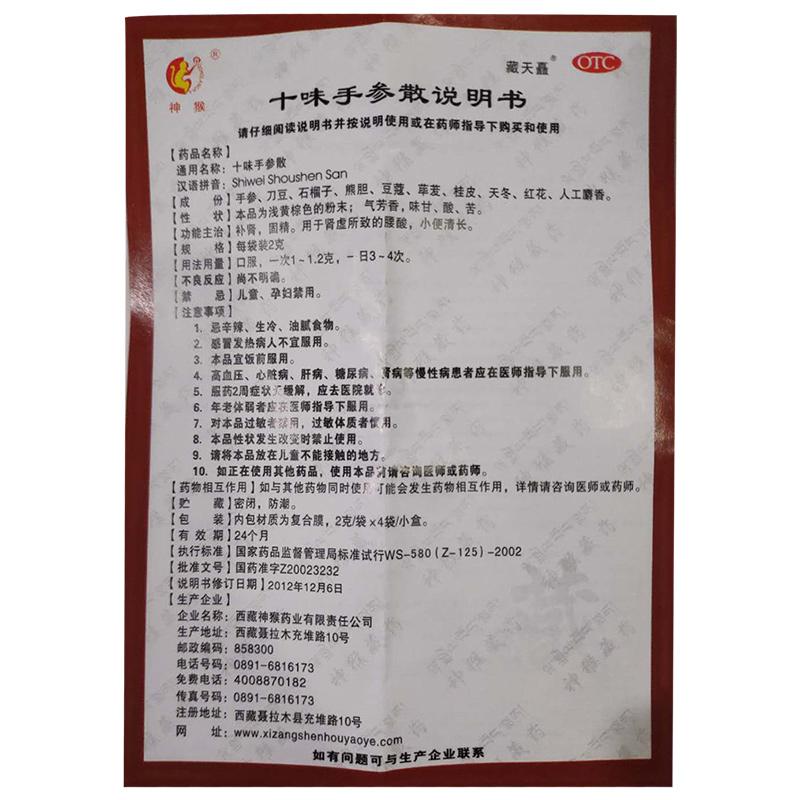 神猴
®
藏天矗®
OTC
十味手参散说明书
请仔细阅读说明书并按说明使用或在药师指导下购买和使用
【药品名称】
通用名称：十味手参散
汉语拼音：Shiwei Shoushen San
【成　份】手参、刀豆、石榴子、熊胆、豆蔻、荜茇、桂皮、天冬、红花、人工麝香。
【性　状】本品为浅黄棕色的粉末；气芳香，味甘、酸、苦。
【功能主治】补肾，固精。用于肾虚所致的腰酸，小便清长。
【规　格】每袋装2克
【用法用量】口服，一次1~1.2克，一日3~4次。
【不良反应】尚不明确。
【禁　忌】儿童、孕妇禁用。
【注意事项】
1. 忌辛辣、生冷、油腻食物。
2. 感冒发热病人不宜服用。
3. 本品宜饭前服用。
4. 高血压、心脏病、肝病、糖尿病、肾病等慢性病患者应在医师指导下服用。
5. 服药2周症状无缓解，应去医院就
6. 年老体弱者应在医师指导下服用。
7. 对本品过敏者禁用，过敏体质者慎用。
8. 本品性状发生改变时禁止使用。
9. 请将本品放在儿童不能接触的地方。
10. 如正在使用其他药品，使用本品前请咨询医师或药师。
【药物相互作用】如与其他药物同时使用可能会发生药物相互作用，详情请咨询医师或药师。
【贮　藏】密闭，防潮。
【包　装】内包材质为复合膜，2克/袋×4袋/小盒。
【有效期】24个月
【执行标准】国家药品监督管理局标准试行WS-580（Z-125）-2002
【批准文号】国药准字Z20023232
【说明书修订日期】2012年12月6日
【生产企业】
企业名称：西藏神猴药业有限责任公司
生产地址：西藏聂拉木充堆路10号
邮政编码：858300
电话号码：0891-6816173
免费电话：4008870182
传真号码：0891-6816173
注册地址：西藏聂拉木县充堆路10号
网　址：www.xizangshenhouyaoye.com
如有问题可与生产企业联系